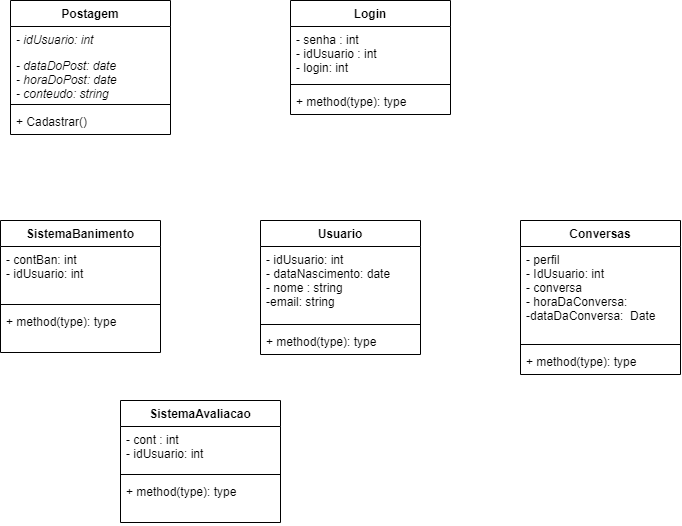 Postagem
- idUsuario: int
- dataDoPost: date
- horaDoPost: date
- conteudo: string
+ Cadastrar()
Login
- senha : int
- idUsuario : int
- login: int
+ method(type): type
SistemaBanimento
- contBan: int
- idUsuario: int
+ method(type): type
Usuario
- idUsuario: int
- dataNascimento: date
- nome : string
-email: string
+ method(type): type
Conversas
- perfil
- IdUsuario: int
- conversa
- horaDaConversa:
-dataDaConversa:  Date
+ method(type): type
SistemaAvaliacao
- cont : int
- idUsuario: int
+ method(type): type